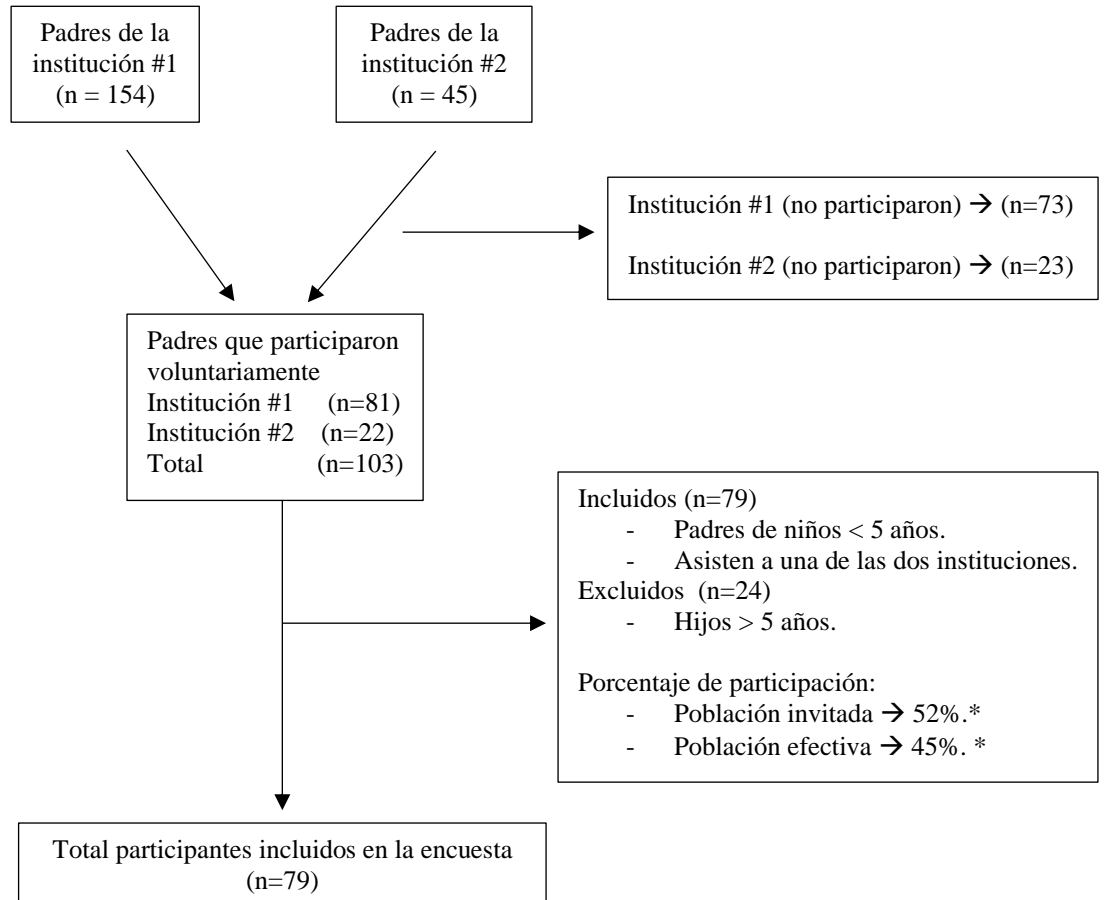 Padres de la
institución #1
(n = 154)
Padres de la
institución #2
(n = 45)
Institución #1 (no participaron) → (n=73)
Institución #2 (no participaron) → (n=23)
Padres que participaron
voluntariamente
Institución #1 (n=81)
Institución #2 (n=22)
Total (n=103)
Incluidos (n=79)
- Padres de niños < 5 años.
- Asisten a una de las dos instituciones.
Excluidos (n=24)
- Hijos > 5 años.
Porcentaje de participación:
- Población invitada → 52%.*
- Población efectiva → 45%. *
Total participantes incluidos en la encuesta
(n=79)